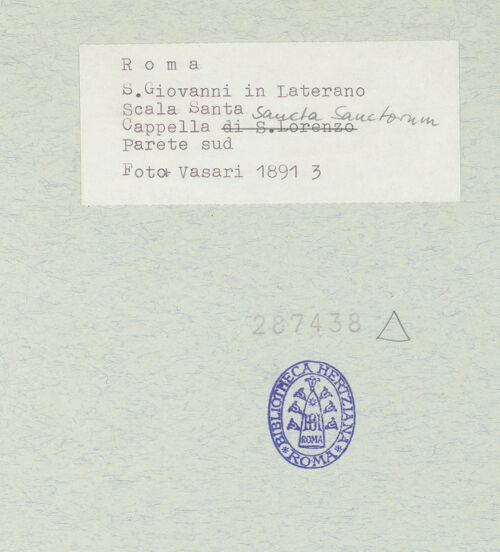 Roma
S.Giovanni in Laterano
Scala Santa Sancta Sanctorum
Cappella di S.Lorenzo
Parete sud
Foto Vasari 1891 3
287438
BIBLIOTHECA HERTZIANA
ROMA
* ROMA *